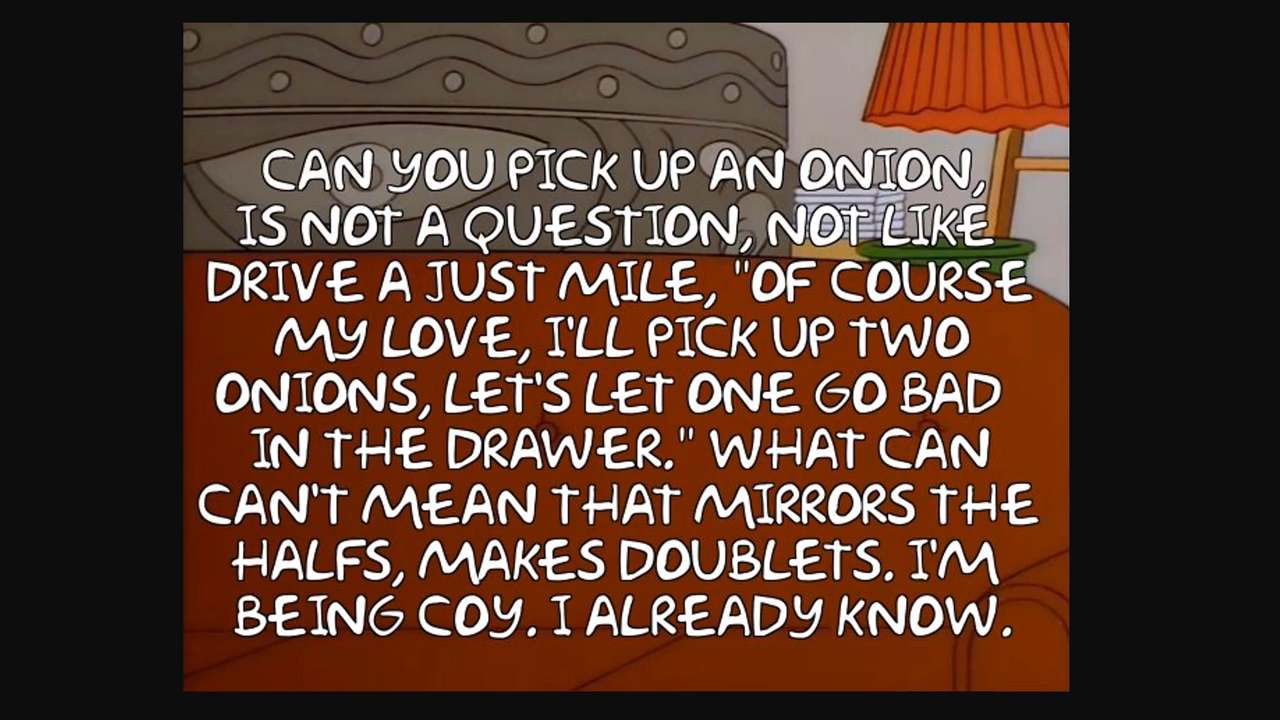 CAN YOU PICK UP AN ONION,
IS NOT A QUESTION, NOT LIKE
DRIVE A JUST MILE, "OF COURSE
MY LOVE, I'LL PICK UP TWO
ONIONS, LET'S LET ONE GO BAD
IN THE DRAWER." WHAT CAN
CAN'T MEAN THAT MIRRORS THE
HALFS, MAKES DOUBLETS. I'M
BEING COY. I ALREADY KNOW.